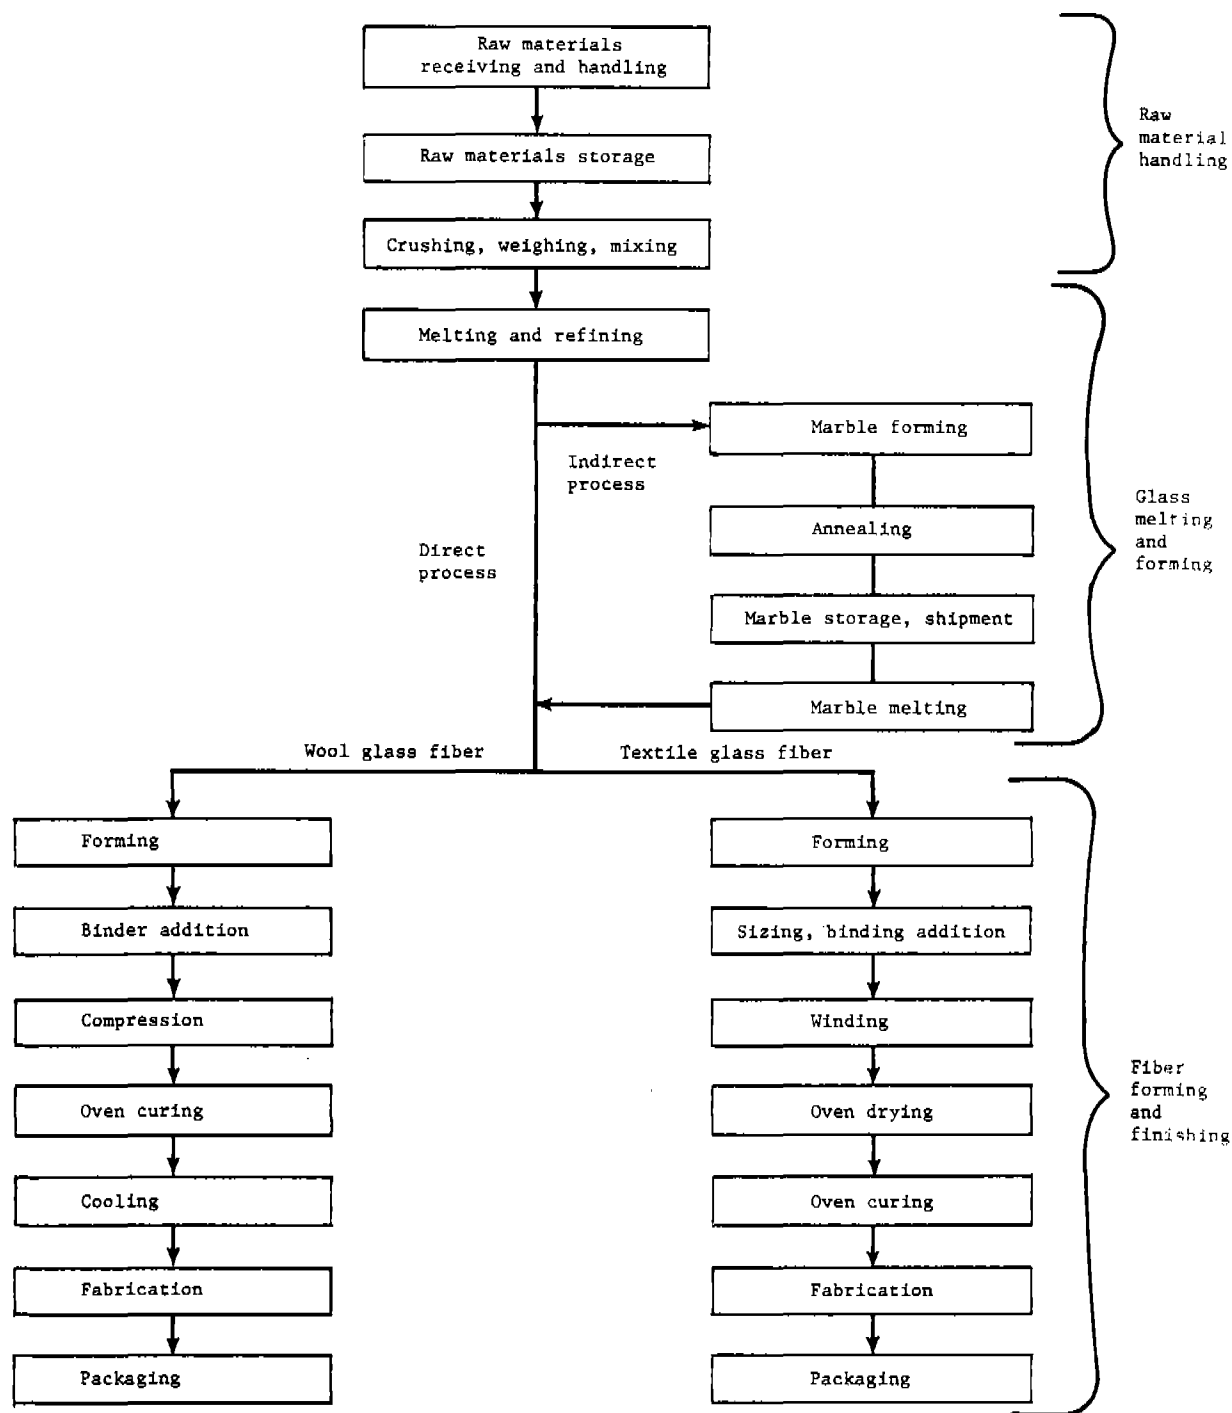 Raw materials
receiving and handling
Raw materials storage
Crushing, weighing, mixing
Raw
material
handling
Melting and refining
Marble forming
Indirect
process
Annealing
Direct
process
Marble storage, shipment
Marble melting
Glass
melting
and
forming
Wool glass fiber
Textile glass fiber
Forming
Binder addition
Compression
Oven curing
Cooling
Fabrication
Packaging
Forming
Sizing, binding addition
Winding
Oven drying
Oven curing
Fabrication
Packaging
Fiber
forming
and
finishing